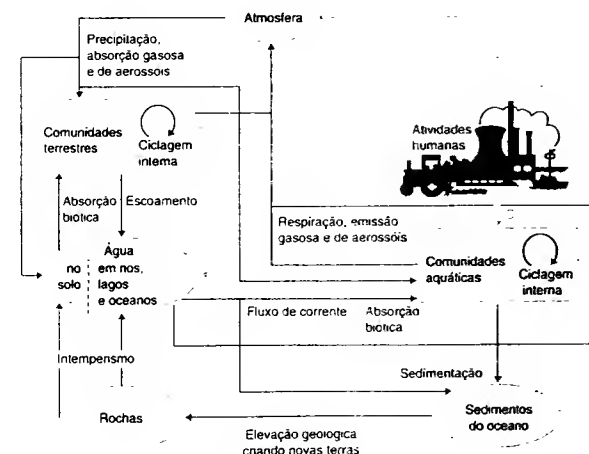 Atmosfera
Precipitação,
absorção gasosa
e de aerossóis
Comunidades
terrestres
Ciclagem
interna
Atividades
humanas
Absorção
biótica
Escoamento
Respiração, emissão
gasosa e de aerossóis
no
solo
Água
em rios,
lagos
e oceanos
Comunidades
aquáticas
Ciclagem
interna
Fluxo de corrente
Absorção
biótica
Intemperismo
Sedimentação
Rochas
Sedimentos
do oceano
Elevação geológica
criando novas terras